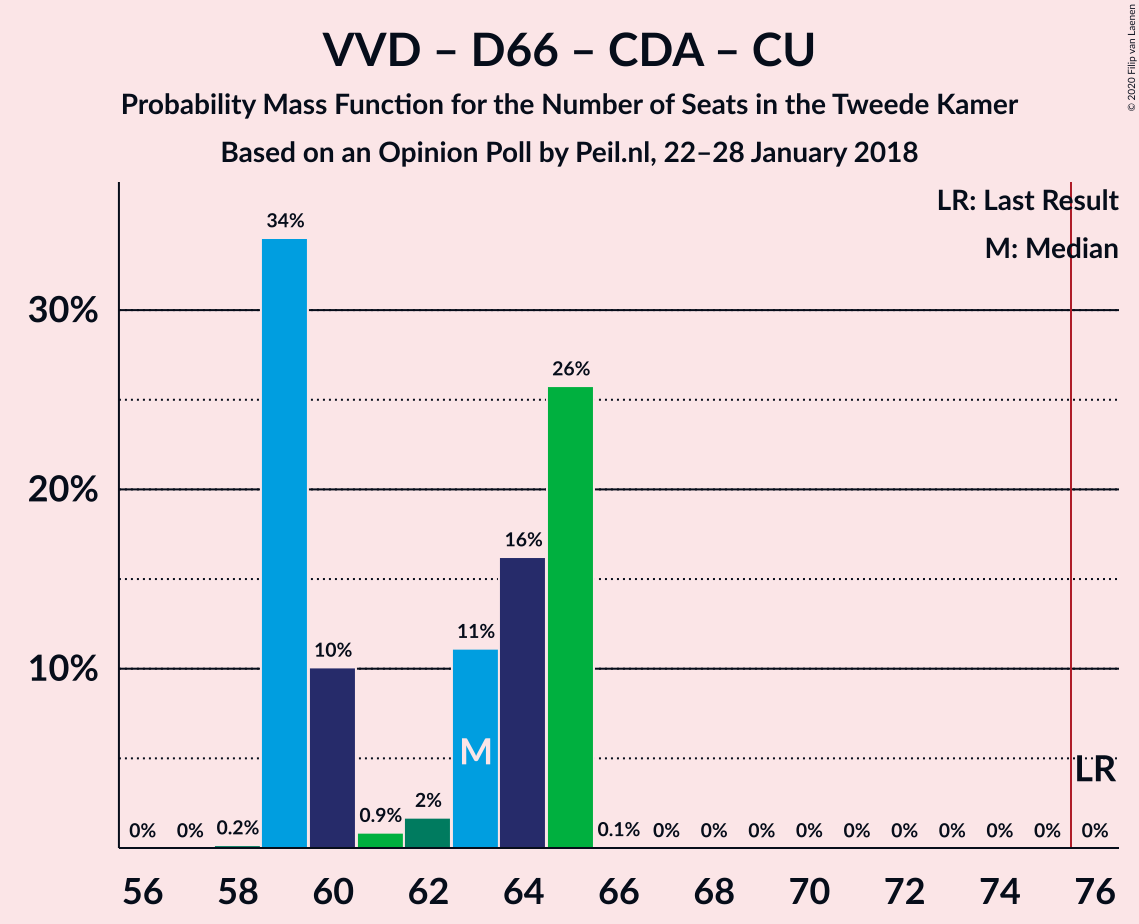 VVD – D66 – CDA – CU
Probability Mass Function for the Number of Seats in the Tweede Kamer
Based on an Opinion Poll by Peil.nl, 22–28 January 2018
© 2020 Filip van Laenen
LR: Last Result
M: Median
34%
30%
26%
20%
16%
11%
10%
10%
M
LR
0% 0% 0.2% 0.9% 2% 0.1% 0% 0% 0% 0% 0% 0% 0% 0% 0% 0%
56 58 60 62 64 66 68 70 72 74 76